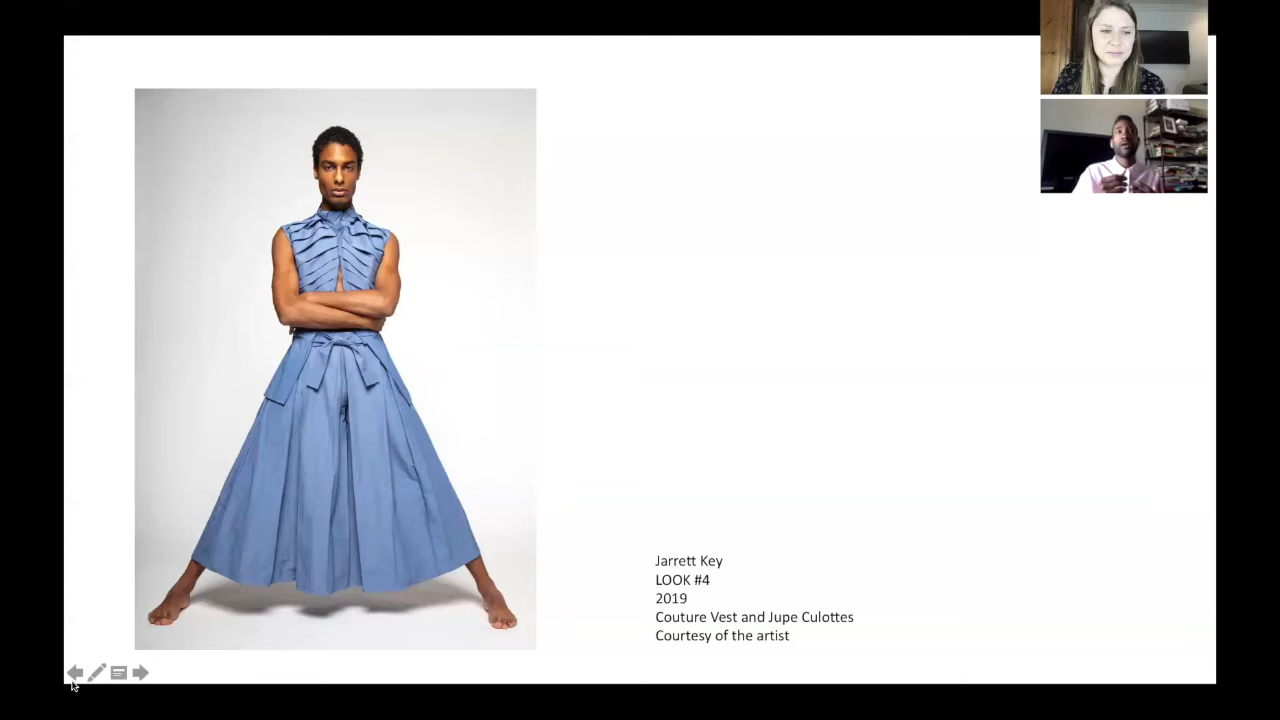 Jarrett Key
LOOK #4
2019
Couture Vest and Jupe Culottes
Courtesy of the artist